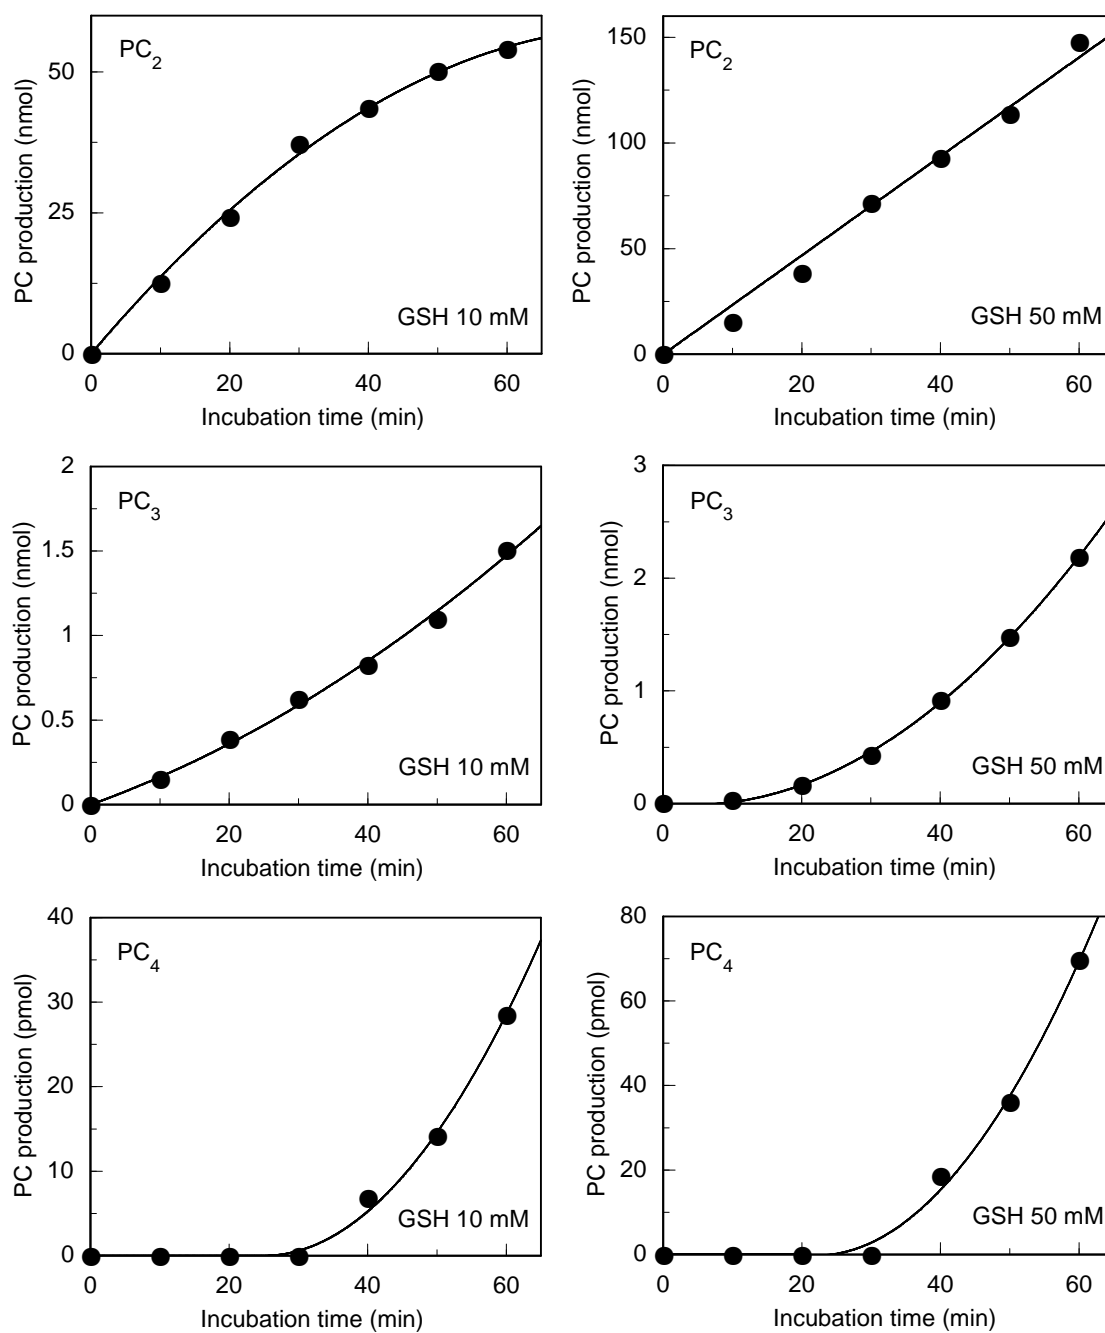 PC production (nmol)
50
25
0
PC2
GSH 10 mM
0 20 40 60
Incubation time (min)
PC production (nmol)
150
100
50
0
PC2
GSH 50 mM
0 20 40 60
Incubation time (min)
PC production (nmol)
2
1.5
1
0.5
0
PC3
GSH 10 mM
0 20 40 60
Incubation time (min)
PC production (nmol)
3
2
1
0
PC3
GSH 50 mM
0 20 40 60
Incubation time (min)
PC production (pmol)
40
30
20
10
0
PC4
GSH 10 mM
0 20 40 60
Incubation time (min)
PC production (pmol)
80
60
40
20
0
PC4
GSH 50 mM
0 20 40 60
Incubation time (min)